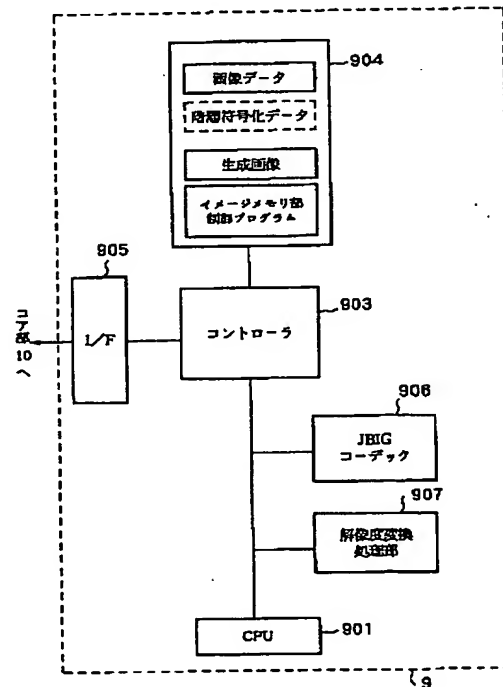 904
画像データ
階層符号化データ
生成画像
イメージメモリ部
制御プログラム
905
I/F
コア部
10
へ
903
コントローラ
906
JBIG
コーデック
907
解像度変換
処理部
CPU
901
9